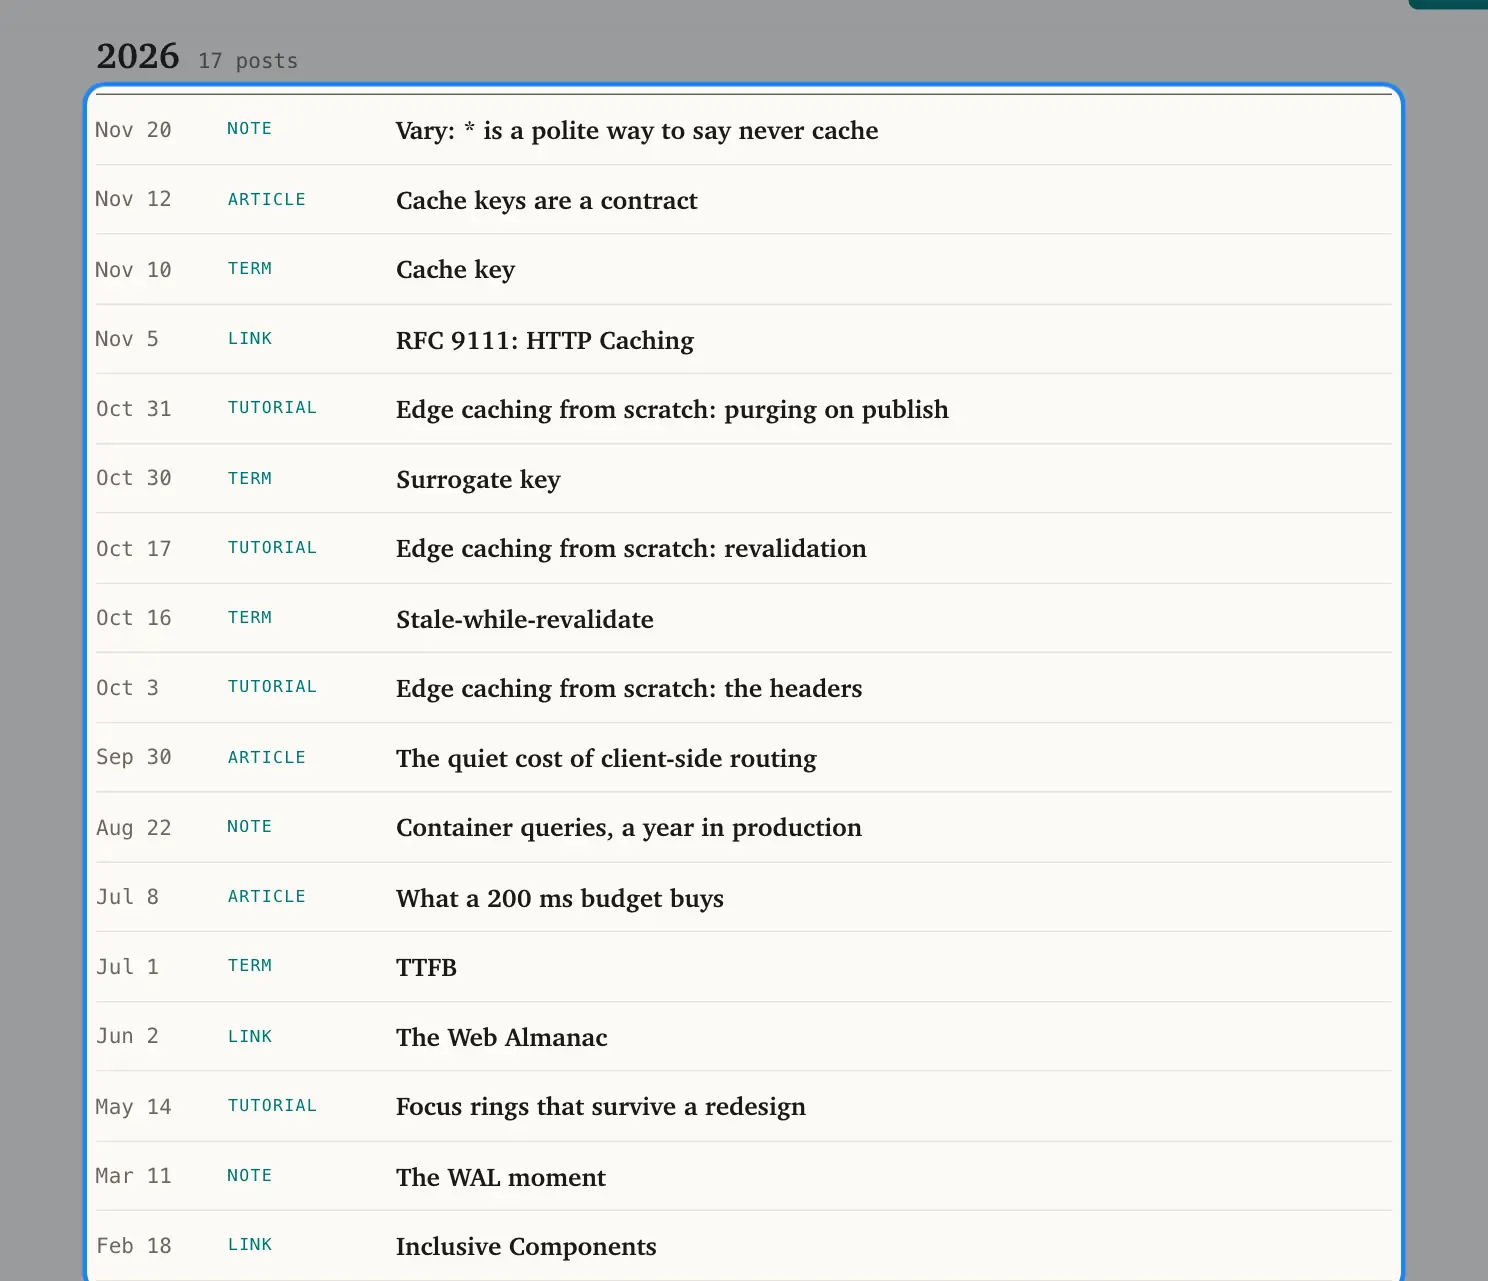 2026 17 posts
Nov 20 NOTE Vary: * is a polite way to say never cache
Nov 12 ARTICLE Cache keys are a contract
Nov 10 TERM Cache key
Nov 5 LINK RFC 9111: HTTP Caching
Oct 31 TUTORIAL Edge caching from scratch: purging on publish
Oct 30 TERM Surrogate key
Oct 17 TUTORIAL Edge caching from scratch: revalidation
Oct 16 TERM Stale-while-revalidate
Oct 3 TUTORIAL Edge caching from scratch: the headers
Sep 30 ARTICLE The quiet cost of client-side routing
Aug 22 NOTE Container queries, a year in production
Jul 8 ARTICLE What a 200 ms budget buys
Jul 1 TERM TTFB
Jun 2 LINK The Web Almanac
May 14 TUTORIAL Focus rings that survive a redesign
Mar 11 NOTE The WAL moment
Feb 18 LINK Inclusive Components